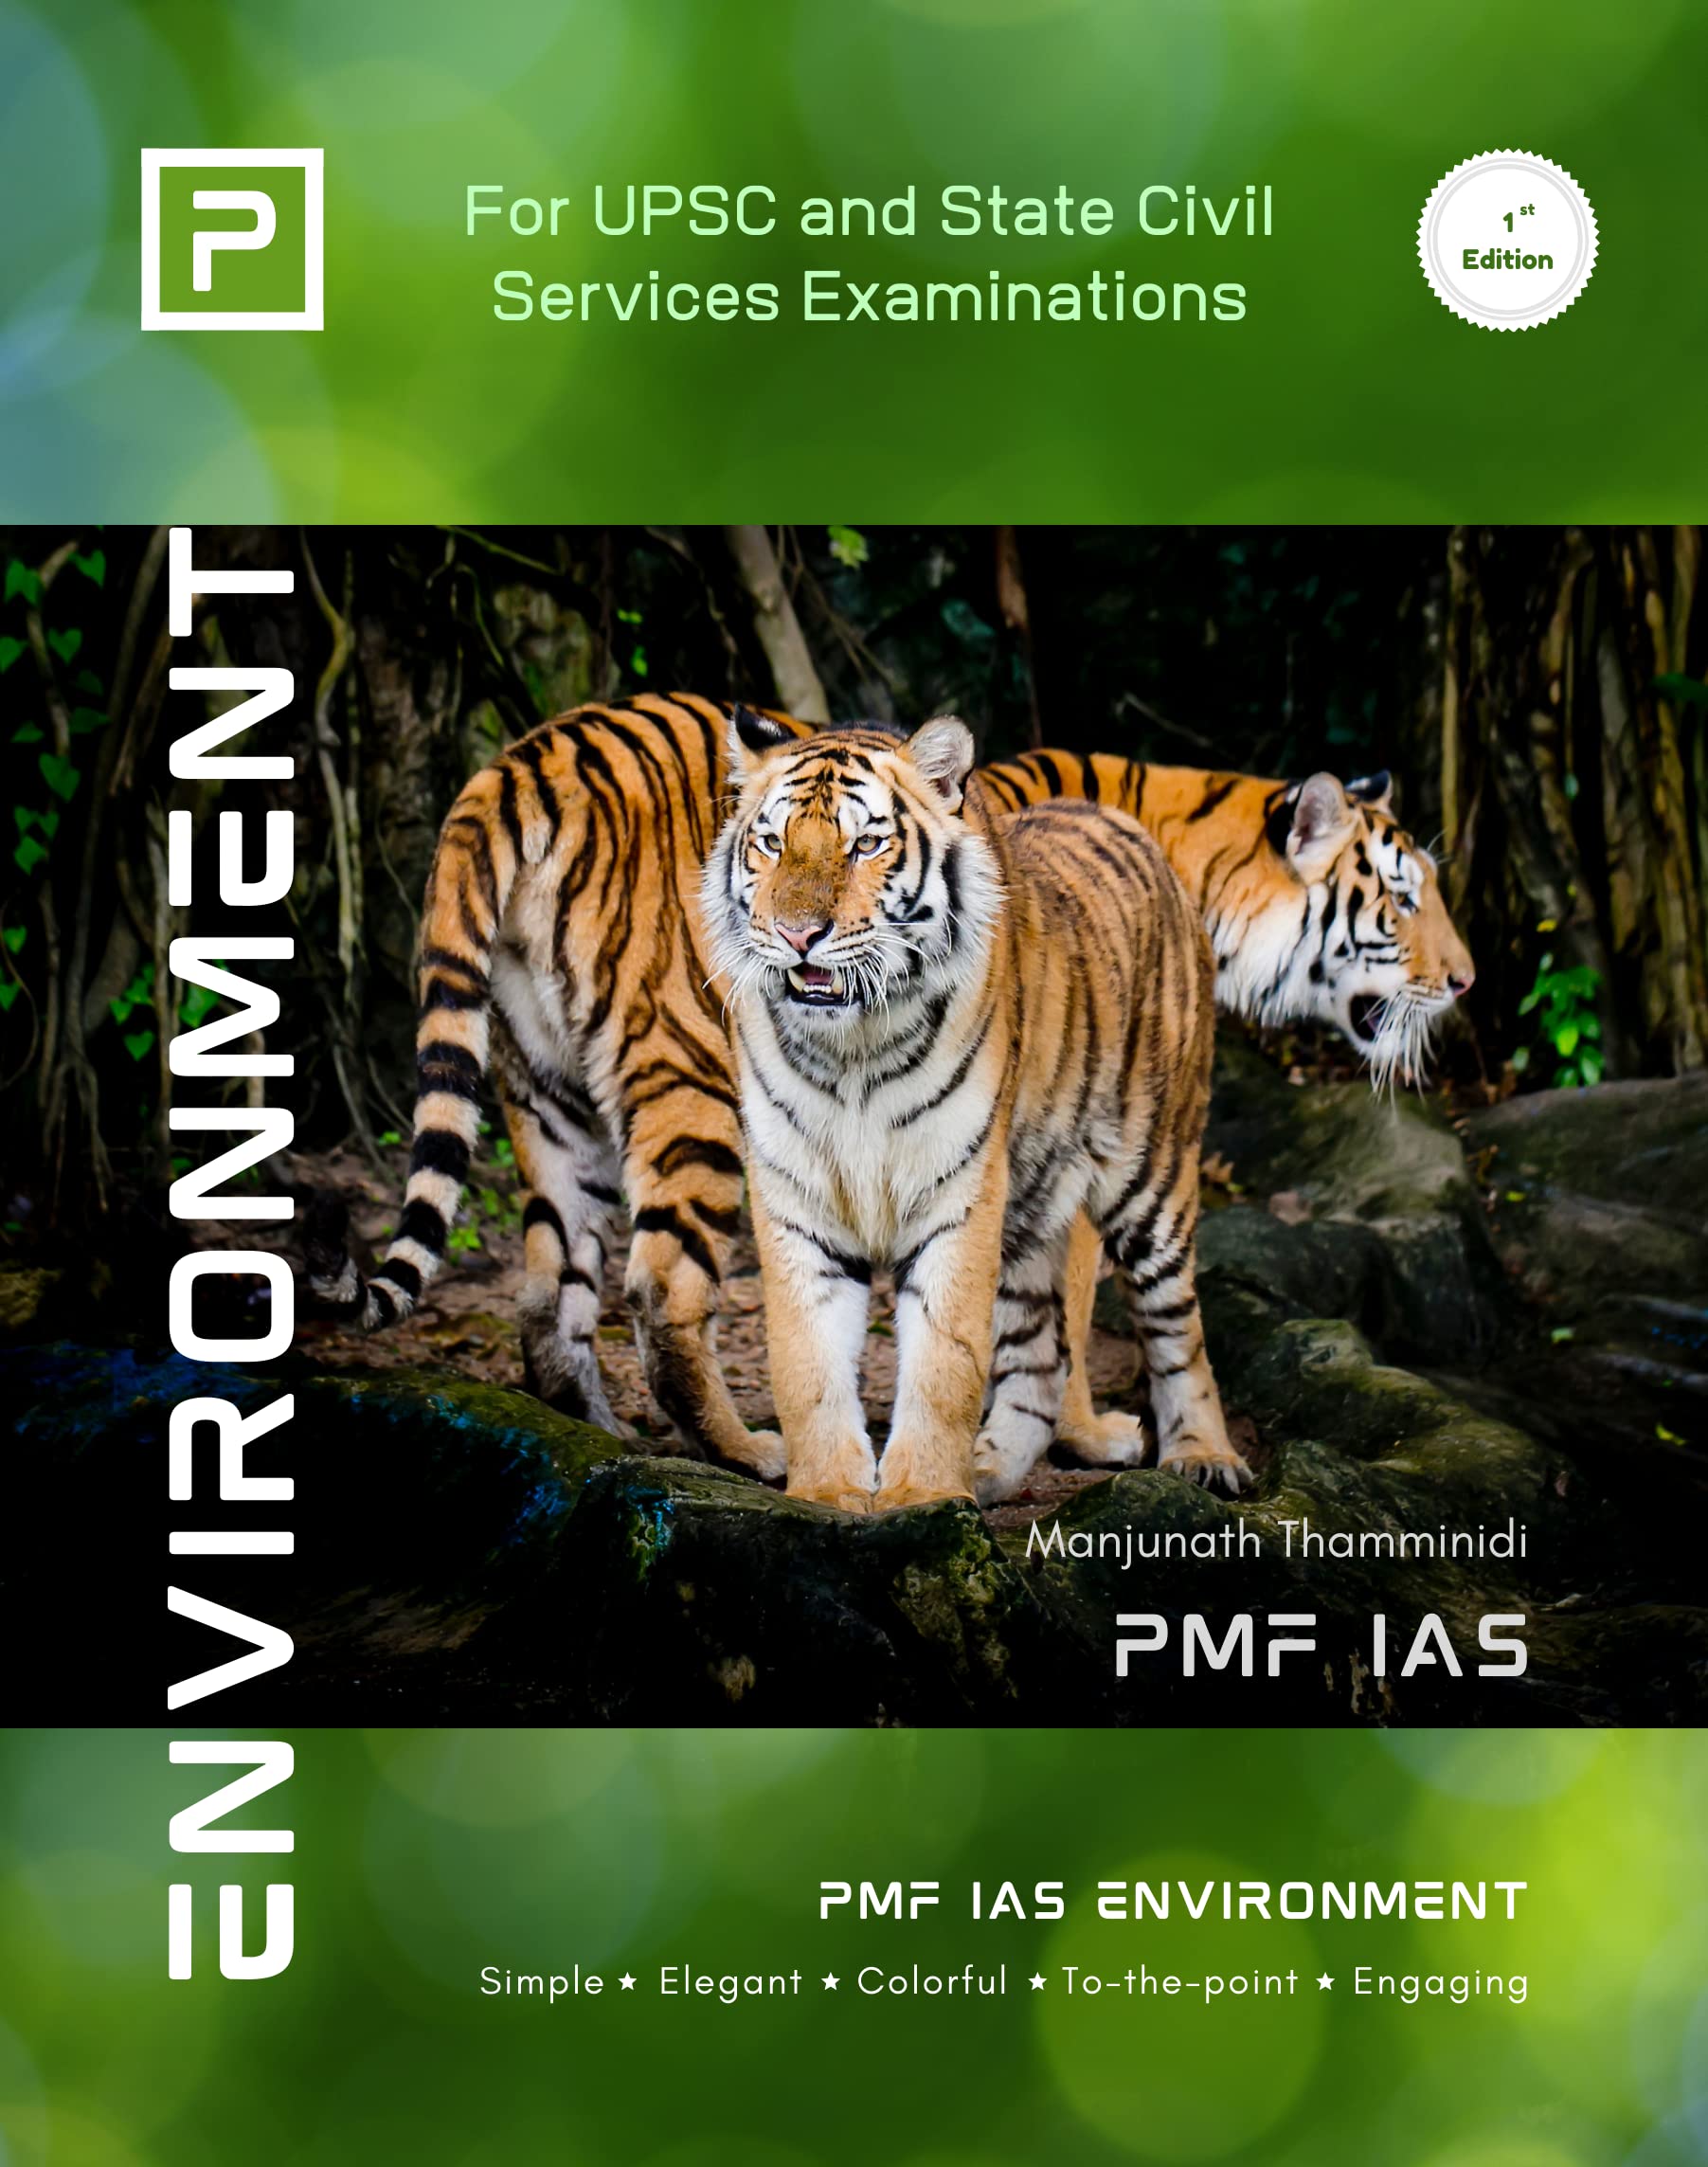 P
For UPSC and State Civil
Services Examinations
1st
Edition
ENVIRONMENT
Manjunath Thamminidi
PMF IAS
PMF IAS ENVIRONMENT
Simple ★ Elegant ★ Colorful ★ To-the-point ★ Engaging